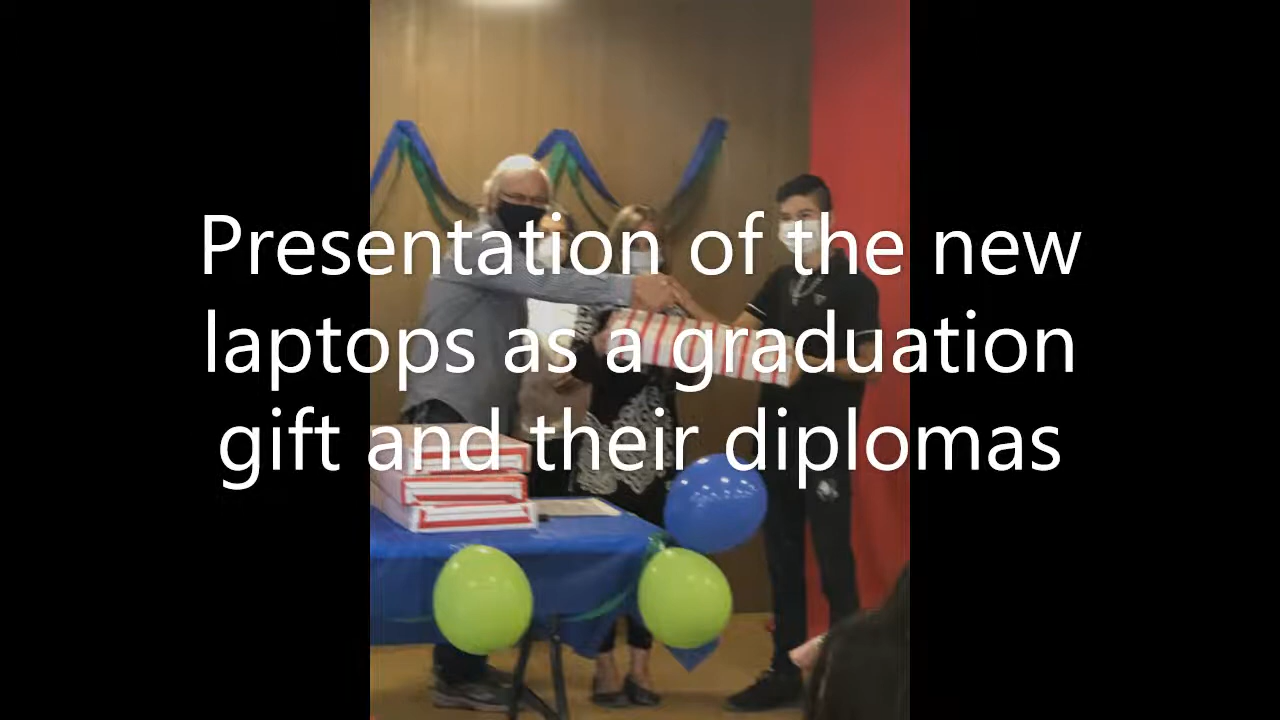 Presentation of the new
laptops as a graduation
gift and their diplomas